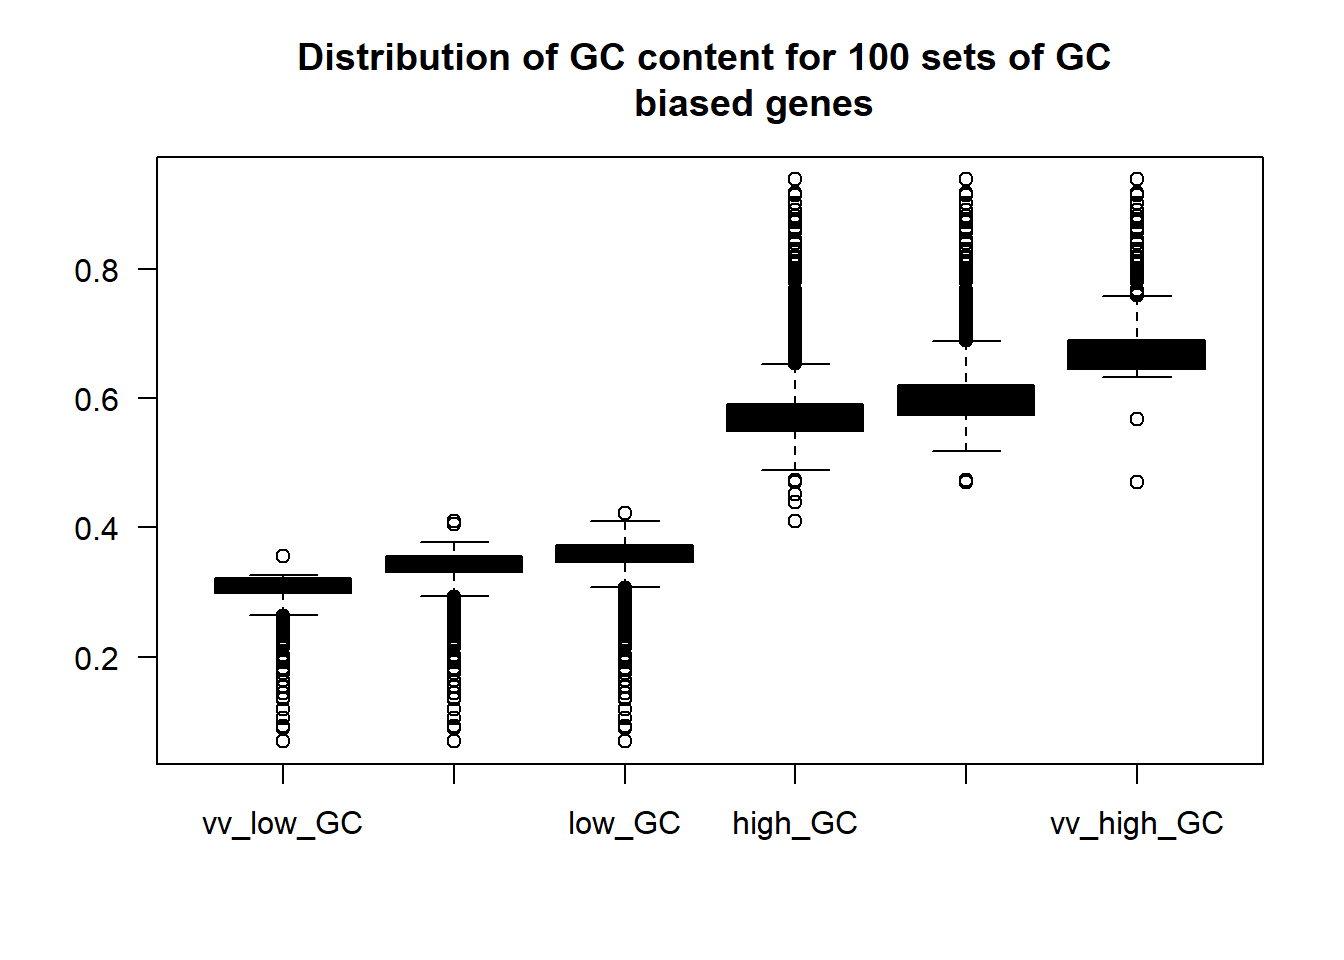 Distribution of GC content for 100 sets of GC
biased genes
0.8
0.6
0.4
0.2
vv_low_GC low_GC high_GC vv_high_GC